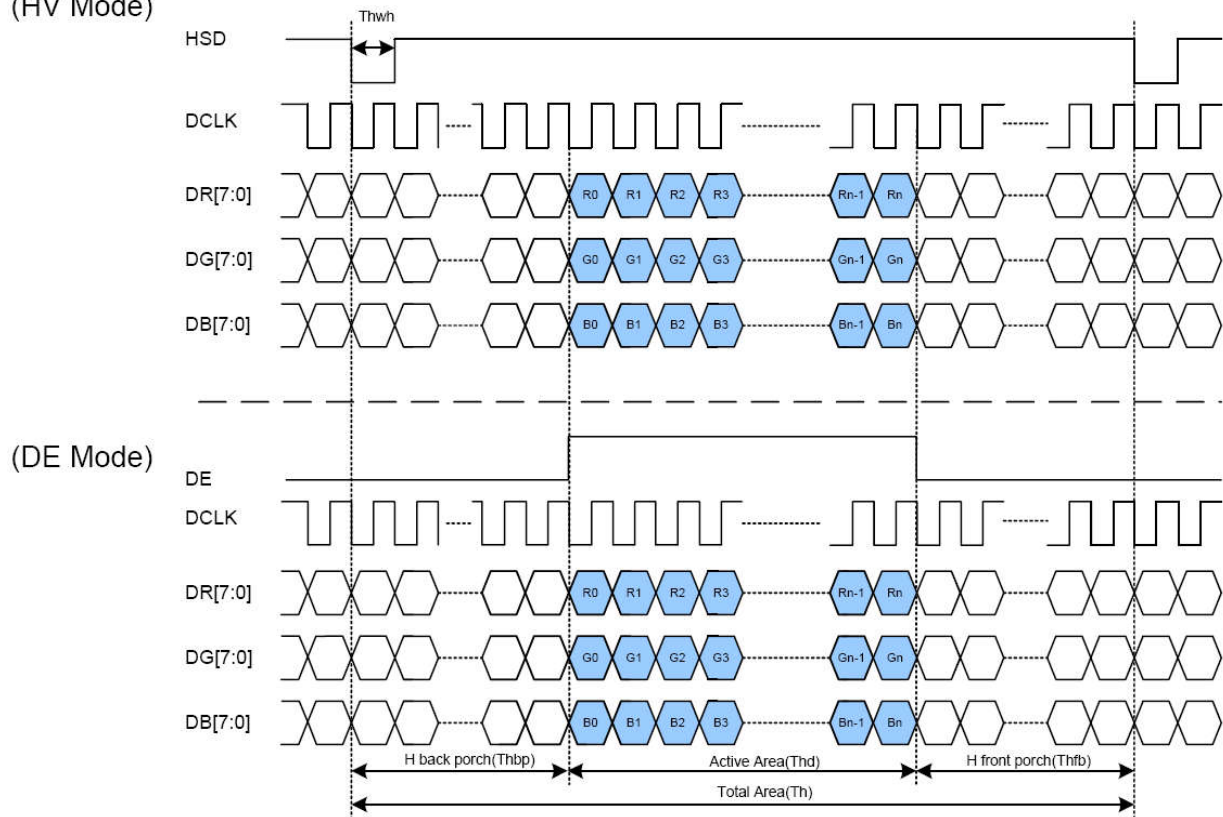 (HV Mode)
Thwh
HSD
DCLK
DR[7:0] R0 R1 R2 R3 Rn-1 Rn
DG[7:0] G0 G1 G2 G3 Gn-1 Gn
DB[7:0] B0 B1 B2 B3 Bn-1 Bn
(DE Mode)
DE
DCLK
DR[7:0] R0 R1 R2 R3 Rn-1 Rn
DG[7:0] G0 G1 G2 G3 Gn-1 Gn
DB[7:0] B0 B1 B2 B3 Bn-1 Bn
H back porch(Thbp) Active Area(Thd) H front porch(Thfb)
Total Area(Th)